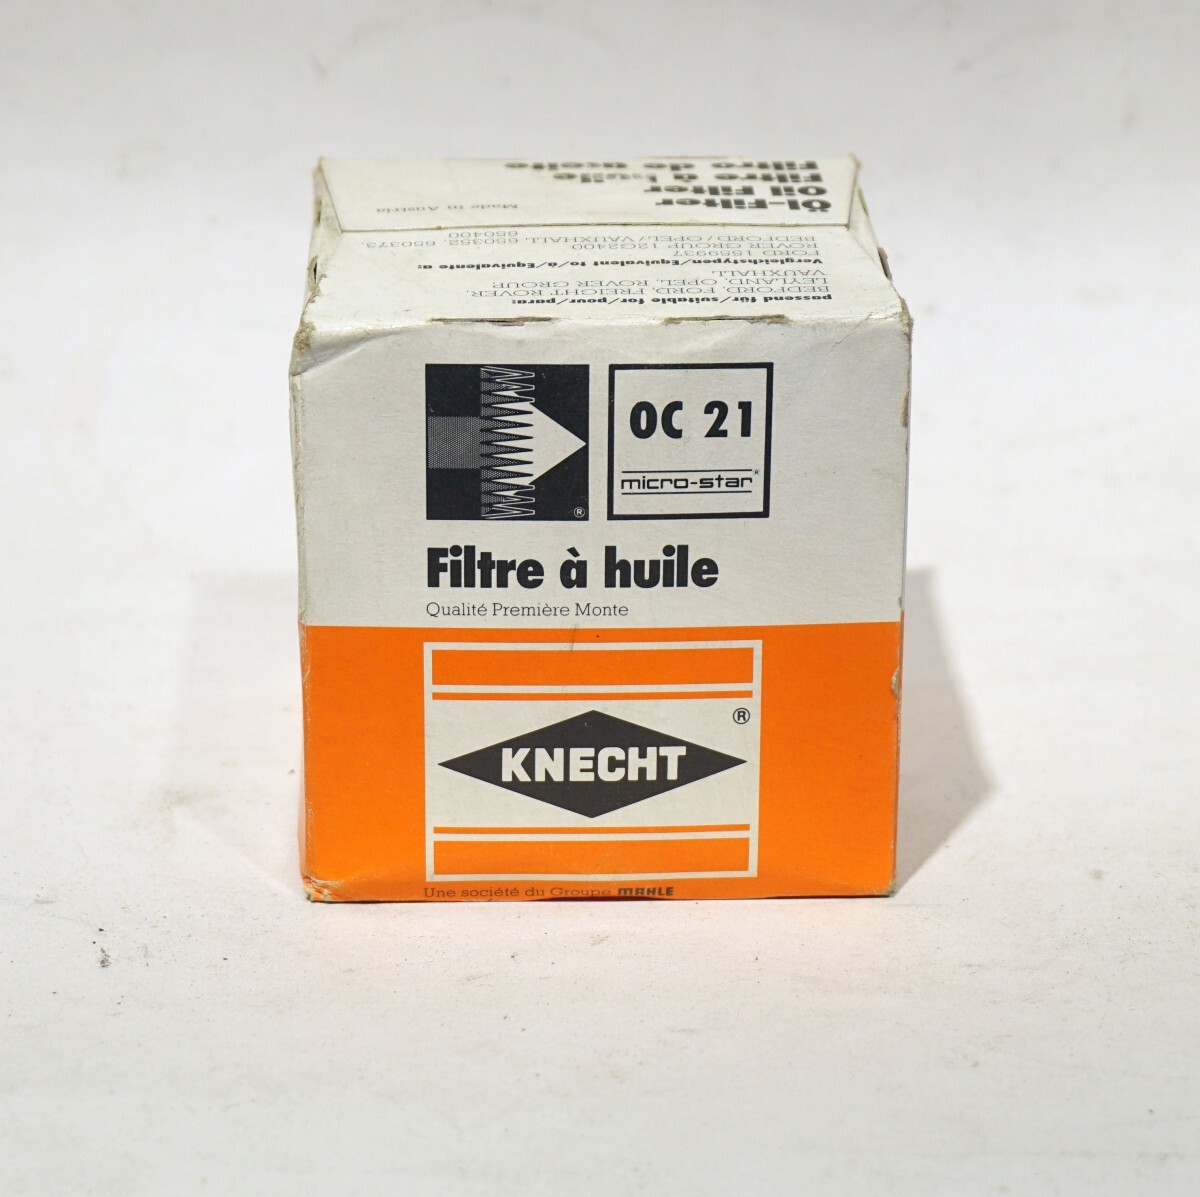 Öl-Filter
Oil Filter
Filtre à huile
Filtro de aceite
Made in Austria
passend für/suitable for/pour/para:
BEDFORD, FORD, FREIGHT ROVER,
LEYLAND, OPEL, ROVER GROUP,
VAUXHALL
Vergleichstypen/Equivalent to/à/Equivalente a:
FORD 1559637
ROVER GROUP 12G2400
BEDFORD/OPEL/VAUXHALL 650352, 650373,
650400
OC 21
micro-star®
®
Filtre à huile
Qualité Première Monte
®
KNECHT
Une société du Groupe MAHLE